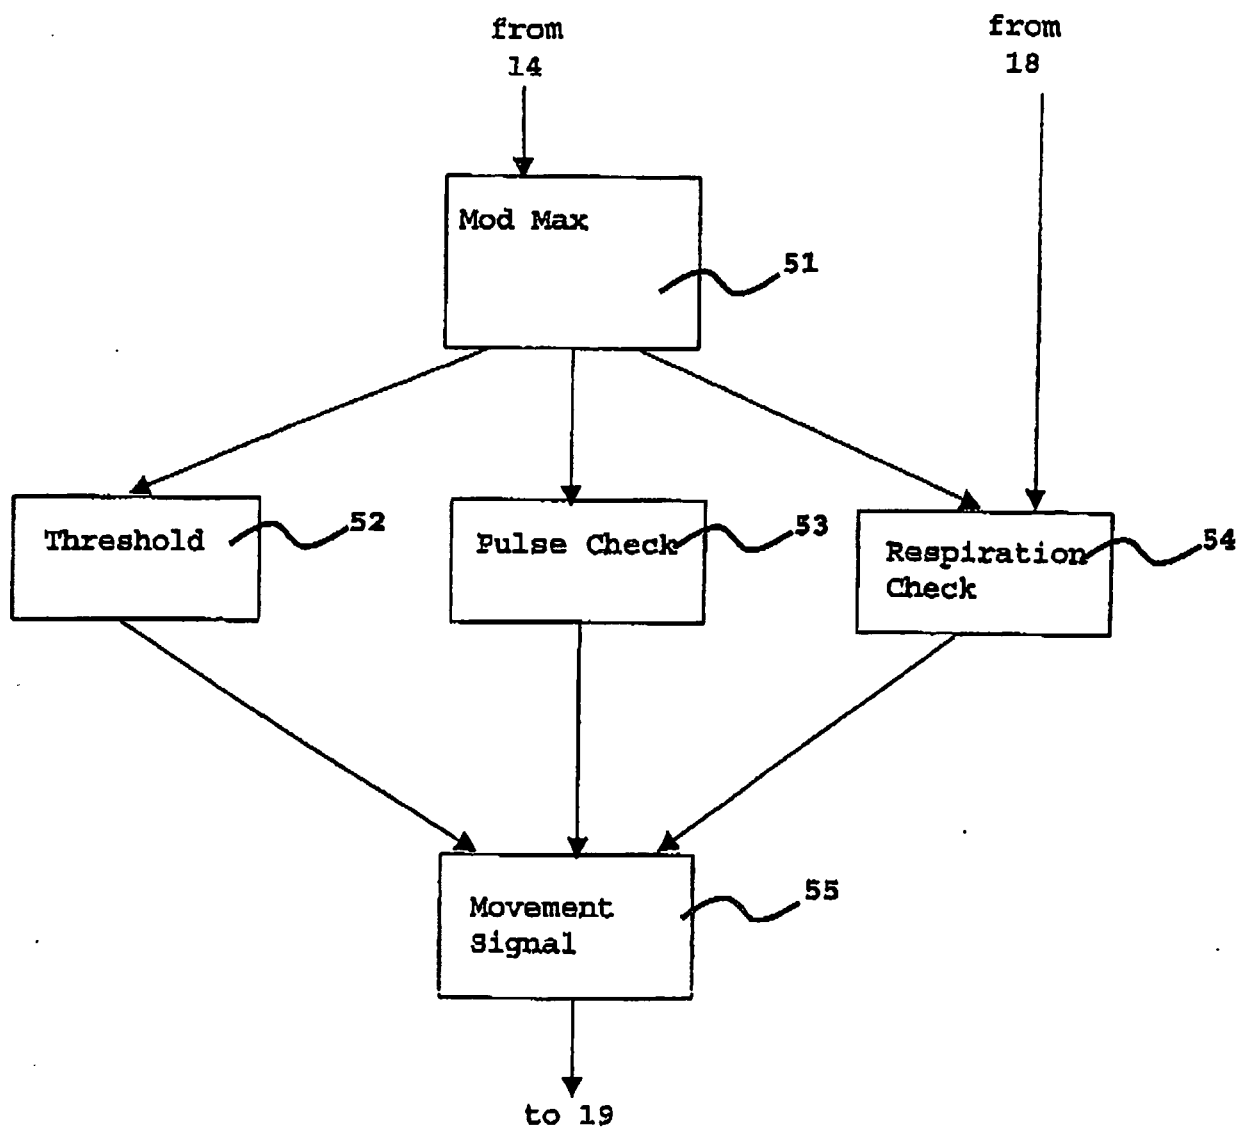 from
14
from
18
Mod Max
51
Threshold
52
Pulse Check
53
Respiration
Check
54
Movement
Signal
55
to 19